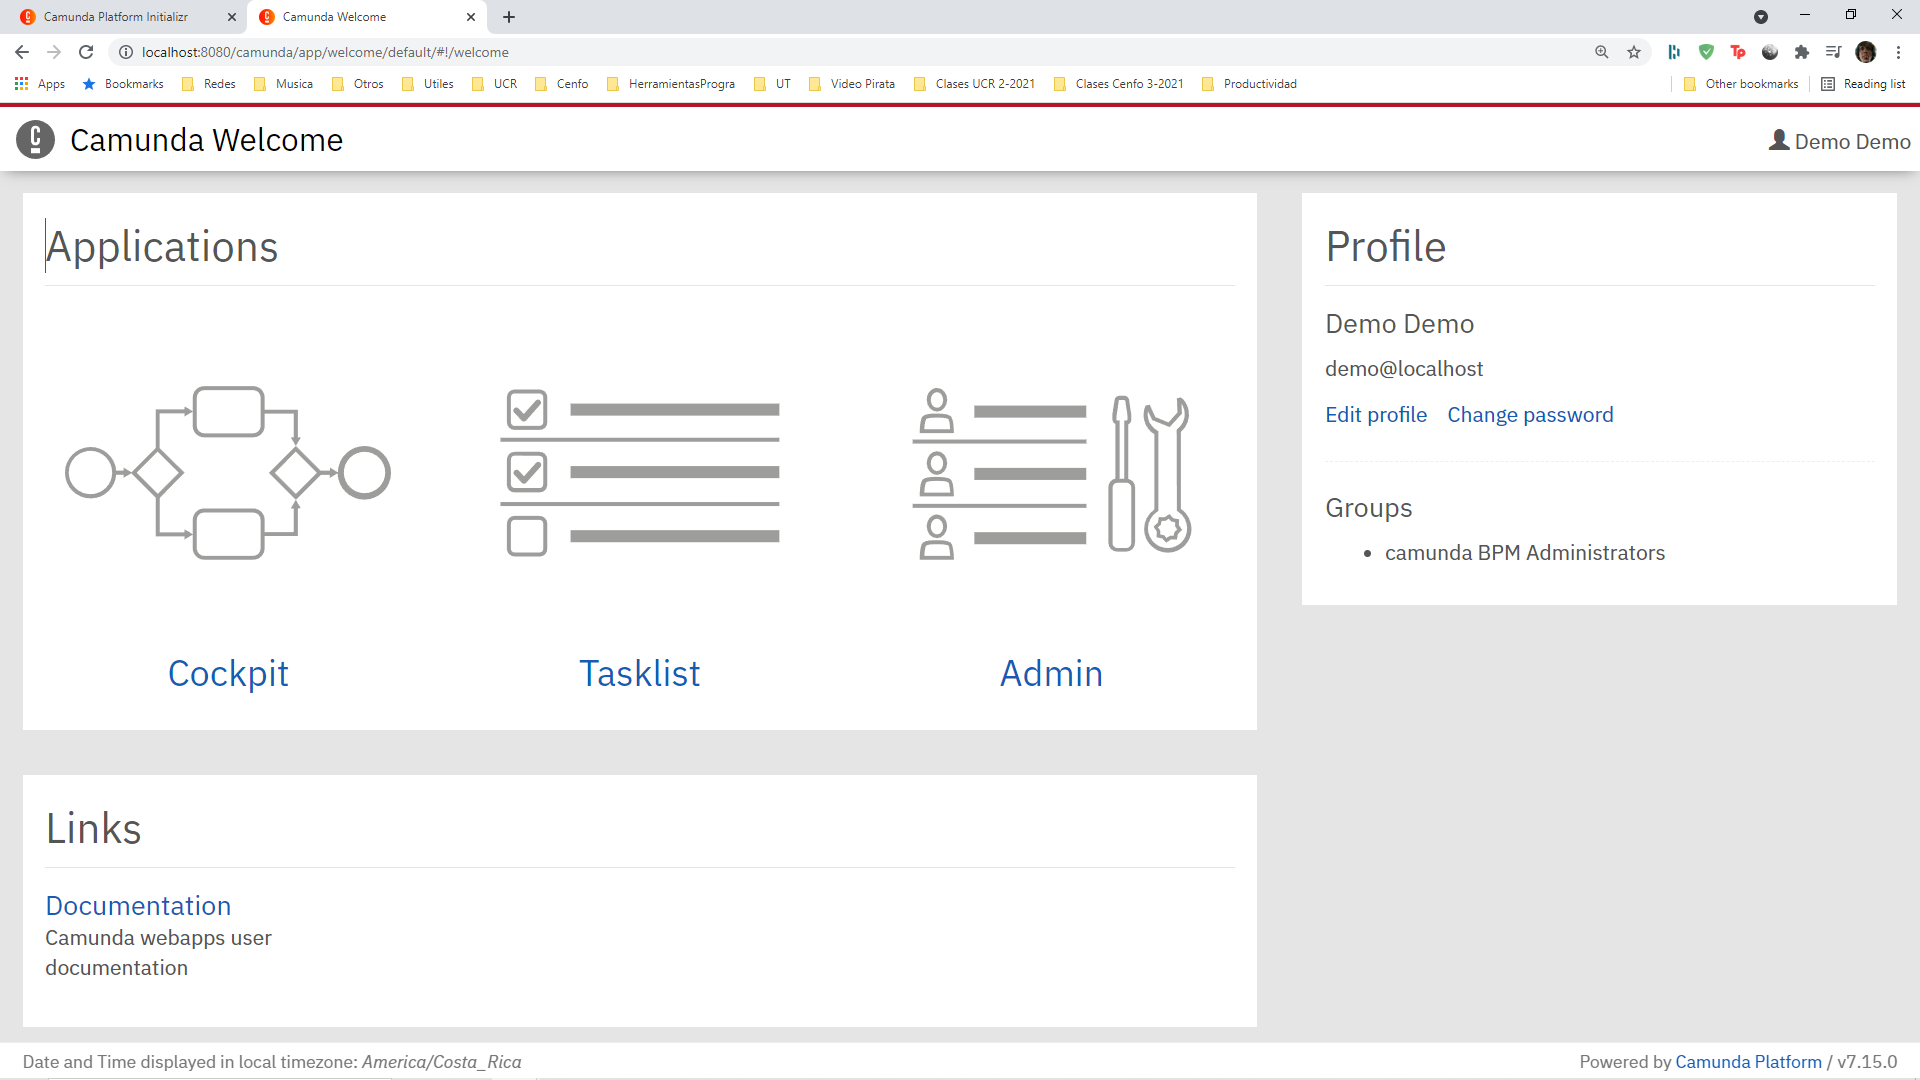 Camunda Platform Initializr
Camunda Welcome
localhost:8080/camunda/app/welcome/default/#!/welcome
Apps Bookmarks Redes Musica Otros Utiles UCR Cenfo HerramientasProgra UT Video Pirata Clases UCR 2-2021 Clases Cenfo 3-2021 Productividad Other bookmarks Reading list
Camunda Welcome
Demo Demo
Applications
Cockpit
Tasklist
Admin
Profile
Demo Demo
demo@localhost
Edit profile Change password
Groups
camunda BPM Administrators
Links
Documentation
Camunda webapps user
documentation
Date and Time displayed in local timezone: America/Costa_Rica
Powered by Camunda Platform / v7.15.0